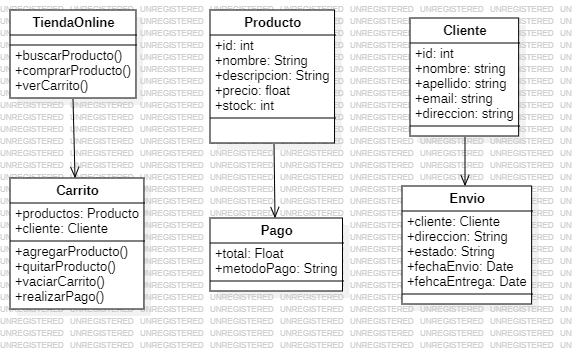 TiendaOnline
+buscarProducto()
+comprarProducto()
+verCarrito()
Producto
+id: int
+nombre: String
+descripcion: String
+precio: float
+stock: int
Cliente
+id: int
+nombre: string
+apellido: string
+email: string
+direccion: string
Carrito
+productos: Producto
+cliente: Cliente
+agregarProducto()
+quitarProducto()
+vaciarCarrito()
+realizarPago()
Pago
+total: Float
+metodoPago: String
Envio
+cliente: Cliente
+direccion: String
+estado: String
+fechaEnvio: Date
+fehcaEntrega: Date
UNREGISTERED